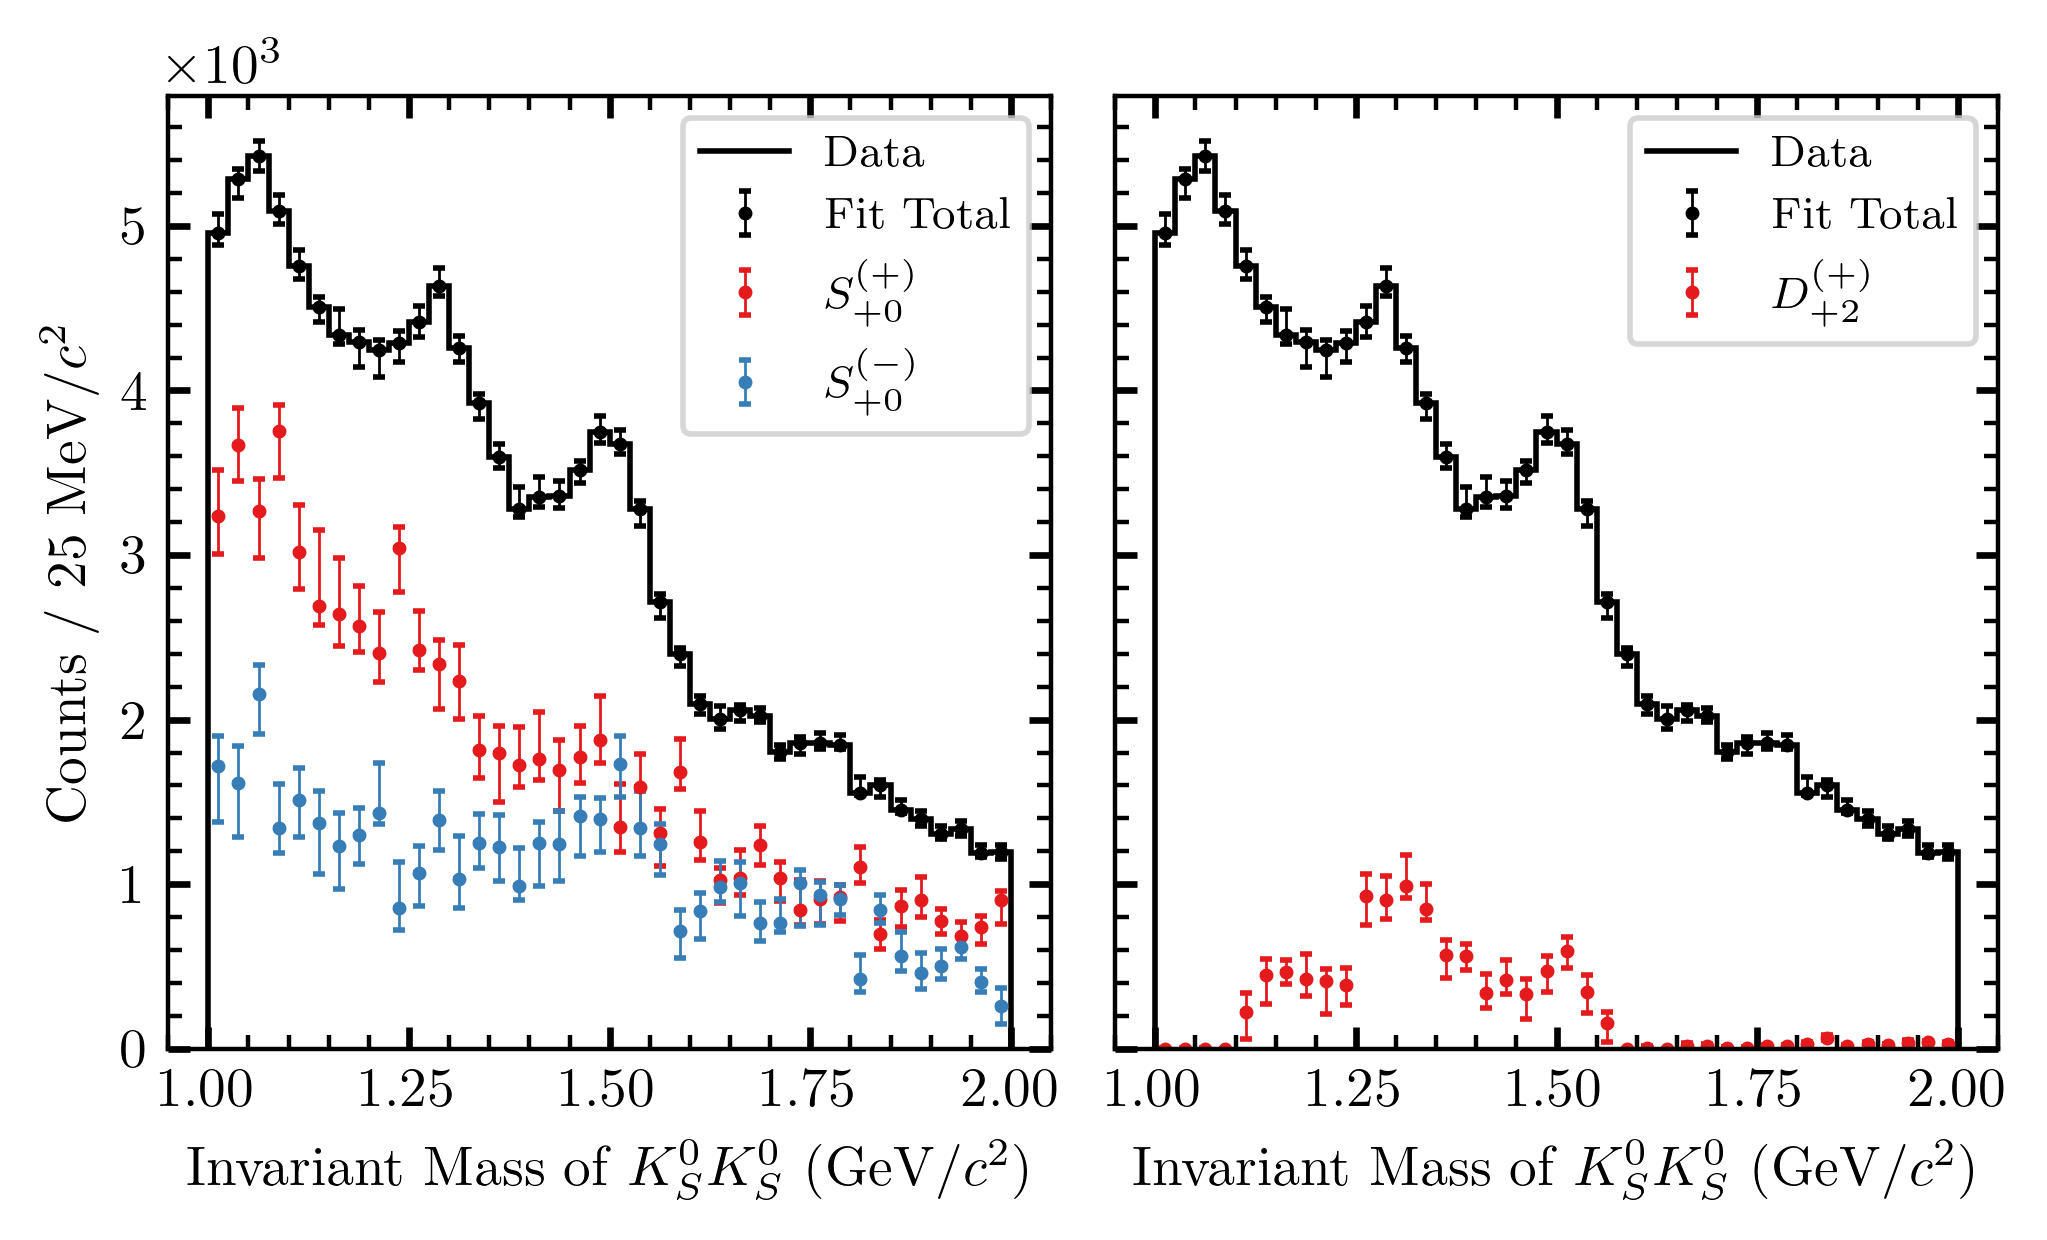 ×10³
Counts / 25 MeV/c²
5
4
3
2
1
0
Data
Fit Total
S₊₀⁽⁺⁾
S₊₀⁽⁻⁾
1.00 1.25 1.50 1.75 2.00
Invariant Mass of K⁰_S K⁰_S (GeV/c²)
Data
Fit Total
D₊₂⁽⁺⁾
1.00 1.25 1.50 1.75 2.00
Invariant Mass of K⁰_S K⁰_S (GeV/c²)